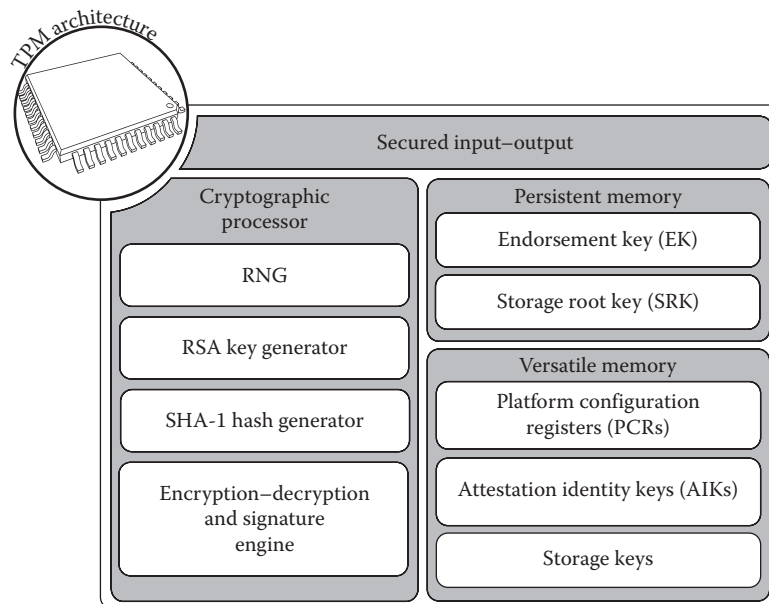 TPM architecture
Secured input–output
Cryptographic
processor
RNG
RSA key generator
SHA-1 hash generator
Encryption–decryption
and signature
engine
Persistent memory
Endorsement key (EK)
Storage root key (SRK)
Versatile memory
Platform configuration
registers (PCRs)
Attestation identity keys (AIKs)
Storage keys